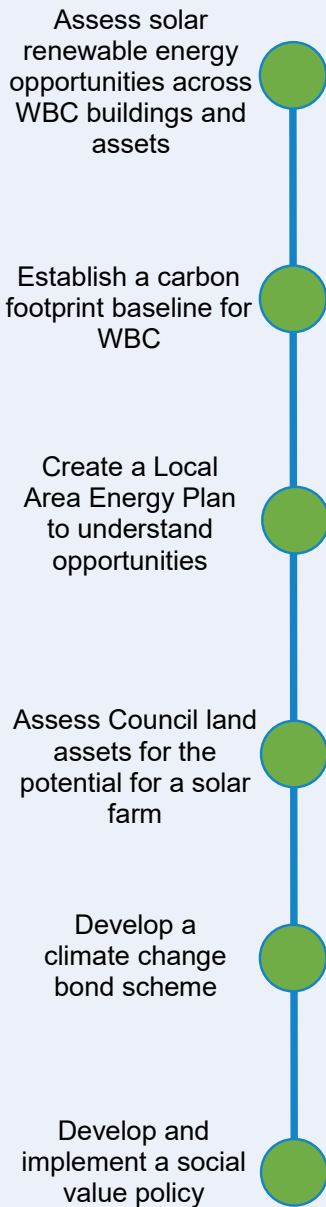 Assess solar
renewable energy
opportunities across
WBC buildings and
assets
Establish a carbon
footprint baseline for
WBC
Create a Local
Area Energy Plan
to understand
opportunities
Assess Council land
assets for the
potential for a solar
farm
Develop a
climate change
bond scheme
Develop and
implement a social
value policy